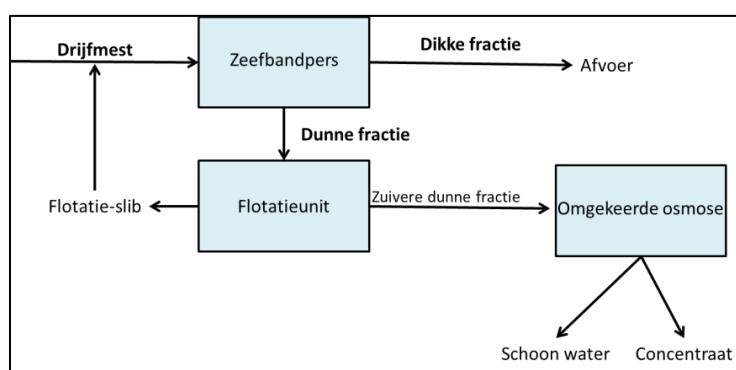 Drijfmest
Zeefbandpers
Dikke fractie
Afvoer
Dunne fractie
Flotatie-slib
Flotatieunit
Zuivere dunne fractie
Omgekeerde osmose
Schoon water
Concentraat